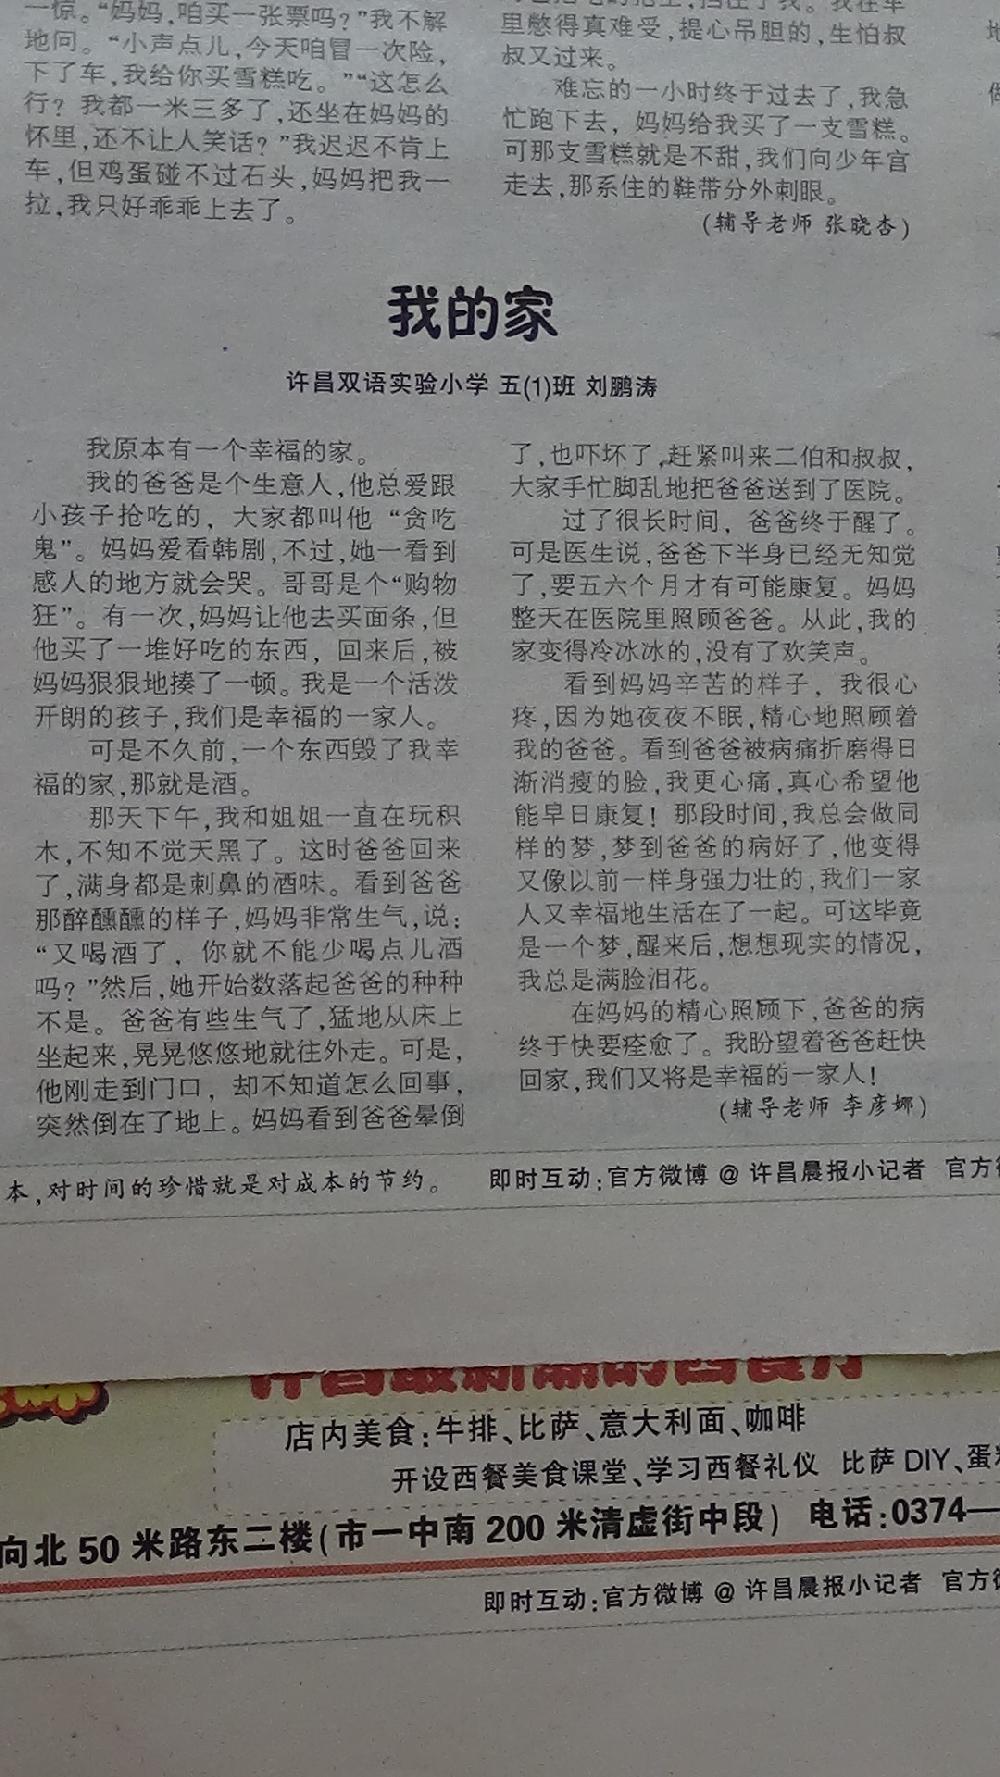 一惊。“妈妈,咱买一张票吗?”我不解
地问。“小声点儿,今天咱冒一次险,
下了车,我给你买雪糕吃。”“这怎么
行?我都一米三多了,还坐在妈妈的
怀里,还不让人笑话?”我迟迟不肯上
车,但鸡蛋碰不过石头,妈妈把我一
拉,我只好乖乖上去了。
里憋得真难受,提心吊胆的,生怕叔
叔又过来。
难忘的一小时终于过去了,我急
忙跑下去,妈妈给我买了一支雪糕。
可那支雪糕就是不甜,我们向少年宫
走去,那系住的鞋带分外刺眼。
(辅导老师 张晓杏)
我的家
许昌双语实验小学 五(1)班 刘鹏涛
我原本有一个幸福的家。
我的爸爸是个生意人,他总爱跟
小孩子抢吃的,大家都叫他“贪吃
鬼”。妈妈爱看韩剧,不过,她一看到
感人的地方就会哭。哥哥是个“购物
狂”。有一次,妈妈让他去买面条,但
他买了一堆好吃的东西,回来后,被
妈妈狠狠地揍了一顿。我是一个活泼
开朗的孩子,我们是幸福的一家人。
可是不久前,一个东西毁了我幸
福的家,那就是酒。
那天下午,我和姐姐一直在玩积
木,不知不觉天黑了。这时爸爸回来
了,满身都是刺鼻的酒味。看到爸爸
那醉醺醺的样子,妈妈非常生气,说:
“又喝酒了,你就不能少喝点儿酒
吗?”然后,她开始数落起爸爸的种种
不是。爸爸有些生气了,猛地从床上
坐起来,晃晃悠悠地就往外走。可是,
他刚走到门口,却不知道怎么回事,
突然倒在了地上。妈妈看到爸爸晕倒
了,也吓坏了,赶紧叫来二伯和叔叔,
大家手忙脚乱地把爸爸送到了医院。
过了很长时间,爸爸终于醒了。
可是医生说,爸爸下半身已经无知觉
了,要五六个月才有可能康复。妈妈
整天在医院里照顾爸爸。从此,我的
家变得冷冰冰的,没有了欢笑声。
看到妈妈辛苦的样子,我很心
疼,因为她夜夜不眠,精心地照顾着
我的爸爸。看到爸爸被病痛折磨得日
渐消瘦的脸,我更心痛,真心希望他
能早日康复!那段时间,我总会做同
样的梦,梦到爸爸的病好了,他变得
又像以前一样身强力壮的,我们一家
人又幸福地生活在了一起。可这毕竟
是一个梦,醒来后,想想现实的情况,
我总是满脸泪花。
在妈妈的精心照顾下,爸爸的病
终于快要痊愈了。我盼望着爸爸赶快
回家,我们又将是幸福的一家人!
(辅导老师 李彦娜)
本,对时间的珍惜就是对成本的节约。 即时互动:官方微博@许昌晨报小记者 官方
店内美食:牛排、比萨、意大利面、咖啡
开设西餐美食课堂、学习西餐礼仪 比萨DIY、蛋
向北50米路东二楼(市一中南200米清虚街中段) 电话:0374—
即时互动:官方微博@许昌晨报小记者 官方